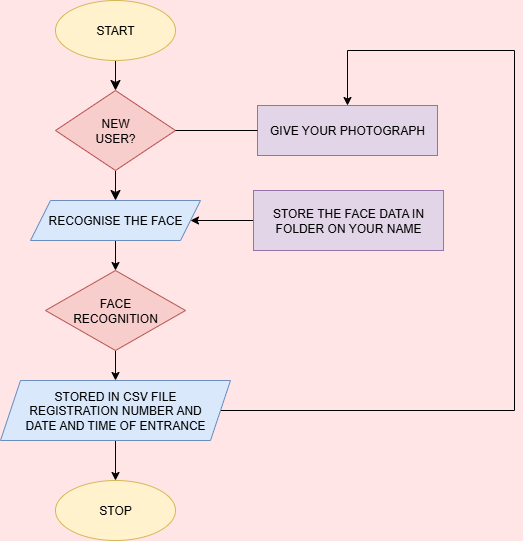 START
NEW
USER?
GIVE YOUR PHOTOGRAPH
RECOGNISE THE FACE
STORE THE FACE DATA IN
FOLDER ON YOUR NAME
FACE
RECOGNITION
STORED IN CSV FILE
REGISTRATION NUMBER AND
DATE AND TIME OF ENTRANCE
STOP